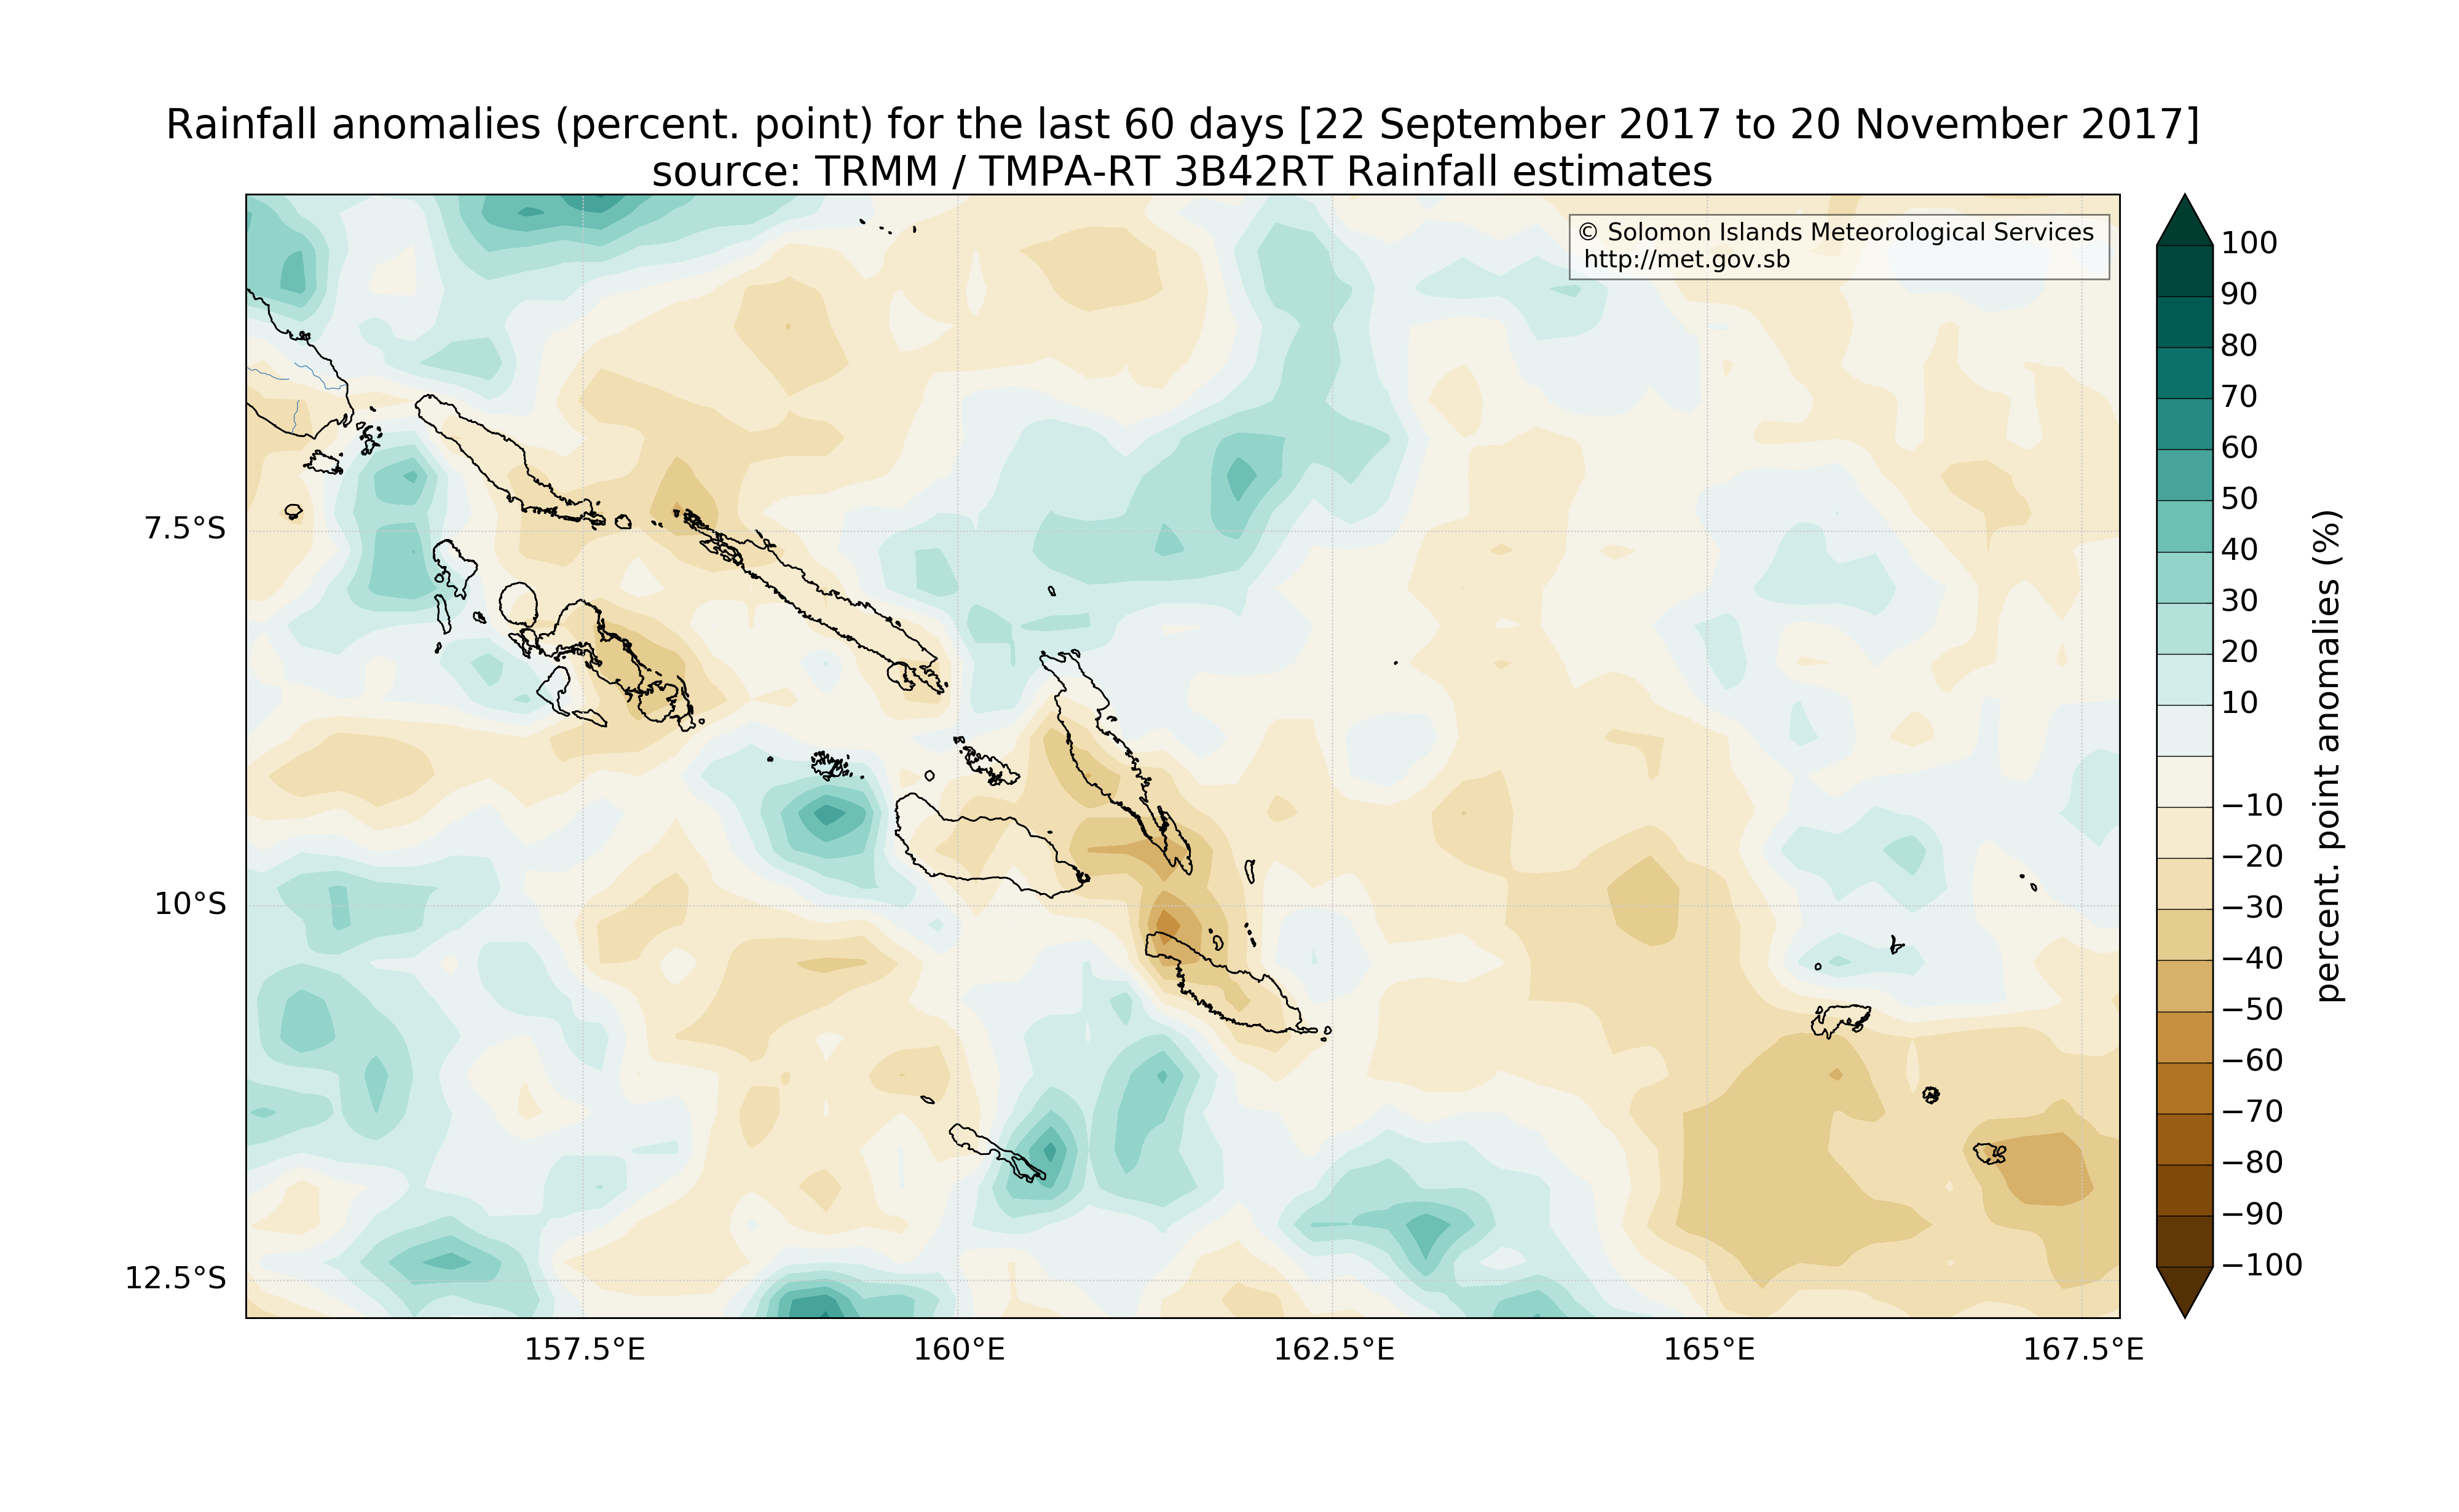 Rainfall anomalies (percent. point) for the last 60 days [22 September 2017 to 20 November 2017]
source: TRMM / TMPA-RT 3B42RT Rainfall estimates
© Solomon Islands Meteorological Services
http://met.gov.sb
7.5°S
10°S
12.5°S
157.5°E
160°E
162.5°E
165°E
167.5°E
100
90
80
70
60
50
40
30
20
10
−10
−20
−30
−40
−50
−60
−70
−80
−90
−100
percent. point anomalies (%)